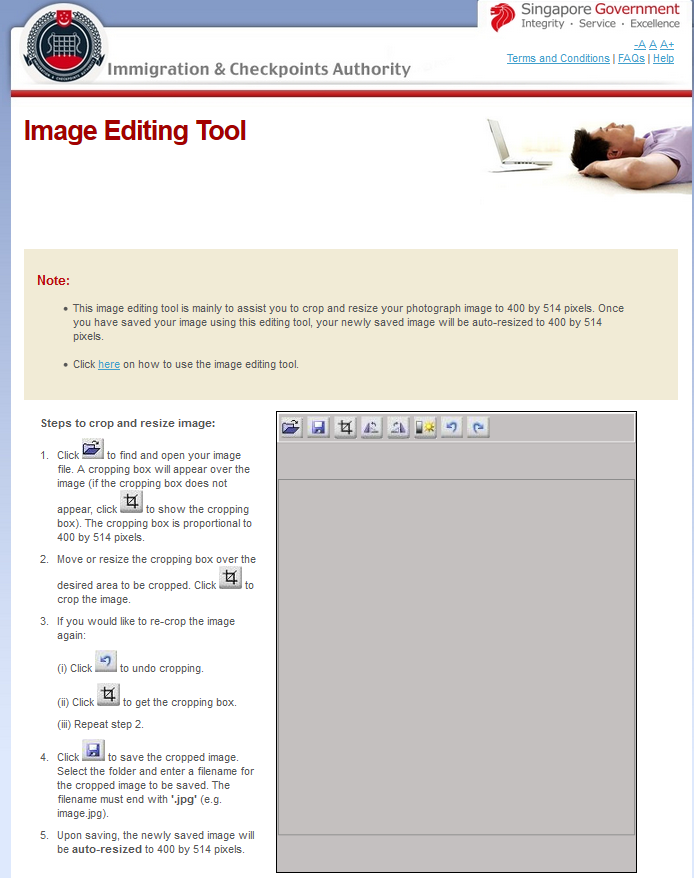 Singapore Government
Integrity · Service · Excellence
-A A A+
Terms and Conditions | FAQs | Help
Immigration & Checkpoints Authority
Image Editing Tool
Note:
• This image editing tool is mainly to assist you to crop and resize your photograph image to 400 by 514 pixels. Once
you have saved your image using this editing tool, your newly saved image will be auto-resized to 400 by 514
pixels.
• Click here on how to use the image editing tool.
Steps to crop and resize image:
1. Click to find and open your image
file. A cropping box will appear over the
image (if the cropping box does not
appear, click to show the cropping
box). The cropping box is proportional to
400 by 514 pixels.
2. Move or resize the cropping box over the
desired area to be cropped. Click to
crop the image.
3. If you would like to re-crop the image
again:
(i) Click to undo cropping.
(ii) Click to get the cropping box.
(iii) Repeat step 2.
4. Click to save the cropped image.
Select the folder and enter a filename for
the cropped image to be saved. The
filename must end with '.jpg' (e.g.
image.jpg).
5. Upon saving, the newly saved image will
be auto-resized to 400 by 514 pixels.